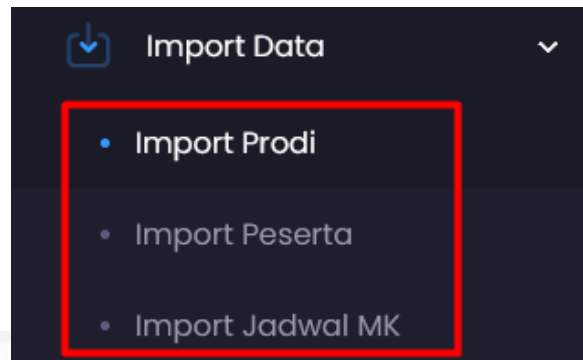 Import Data
Import Prodi
Import Peserta
Import Jadwal MK